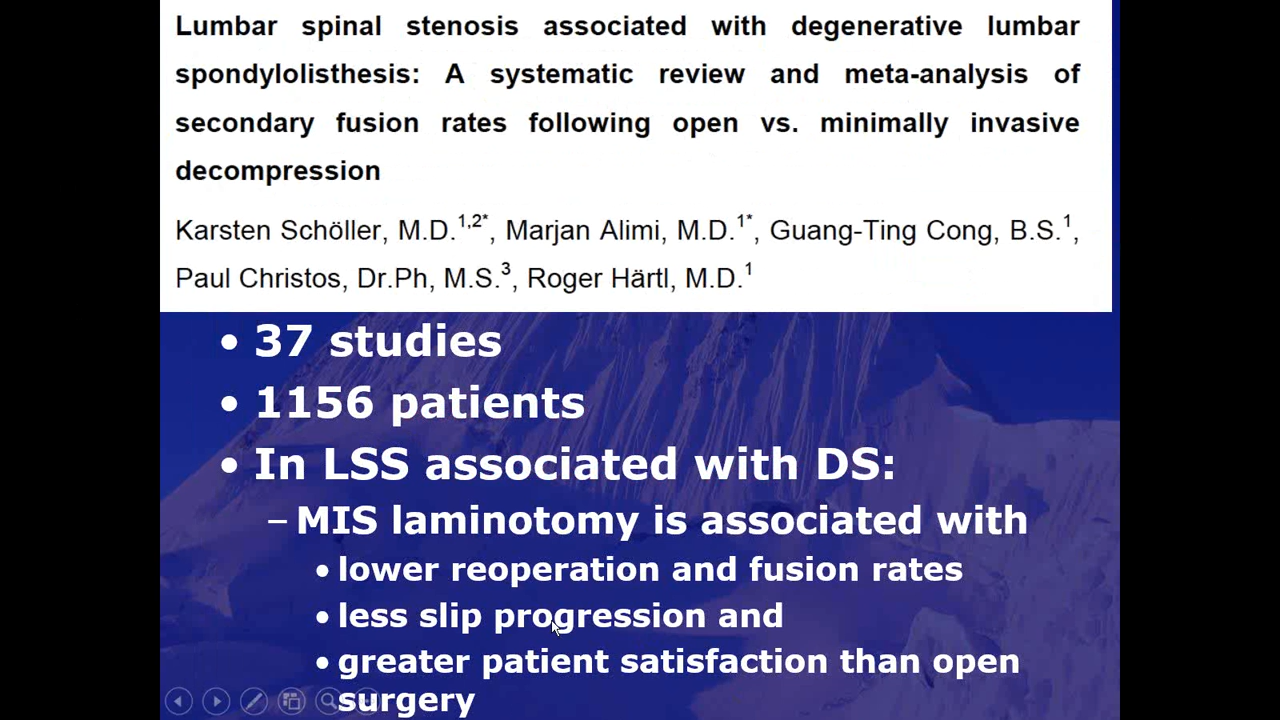 Lumbar spinal stenosis associated with degenerative lumbar
spondylolisthesis: A systematic review and meta-analysis of
secondary fusion rates following open vs. minimally invasive
decompression
Karsten Schöller, M.D.1,2*, Marjan Alimi, M.D.1*, Guang-Ting Cong, B.S.1,
Paul Christos, Dr.Ph, M.S.3, Roger Härtl, M.D.1
• 37 studies
• 1156 patients
• In LSS associated with DS:
– MIS laminotomy is associated with
• lower reoperation and fusion rates
• less slip progression and
• greater patient satisfaction than open
surgery